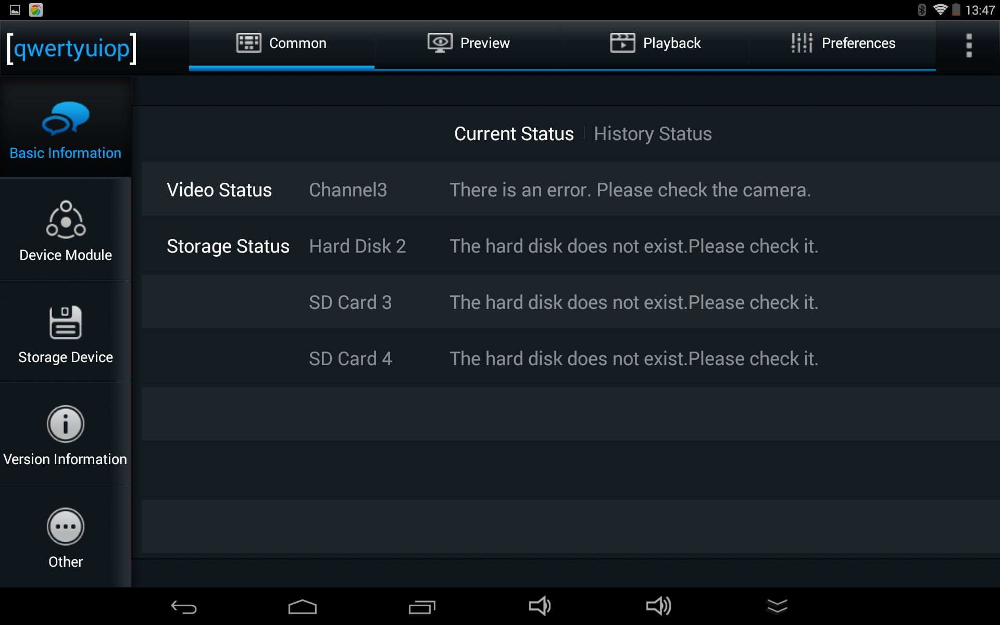 13:47
[qwertyuiop]
Common
Preview
Playback
Preferences
Basic Information
Device Module
Storage Device
Version Information
Other
Current Status | History Status
Video Status Channel3 There is an error. Please check the camera.
Storage Status Hard Disk 2 The hard disk does not exist.Please check it.
SD Card 3 The hard disk does not exist.Please check it.
SD Card 4 The hard disk does not exist.Please check it.